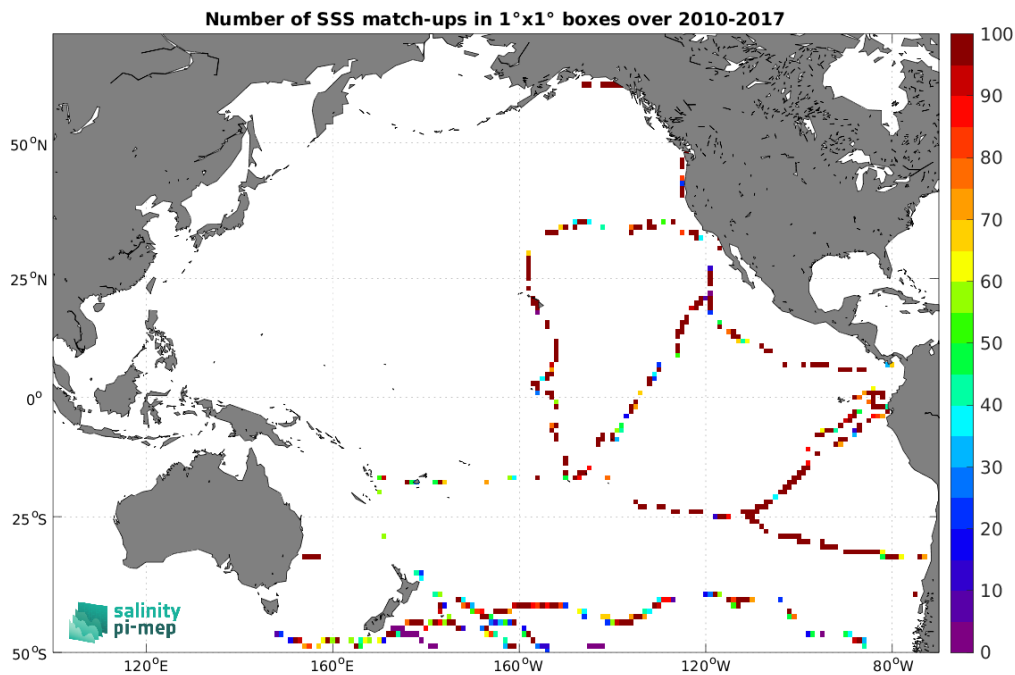 Number of SSS match-ups in 1°x1° boxes over 2010-2017
100
90
80
70
60
50
40
30
20
10
0
50°N
25°N
0°
25°S
50°S
120°E
160°E
160°W
120°W
80°W
salinity
pi-mep